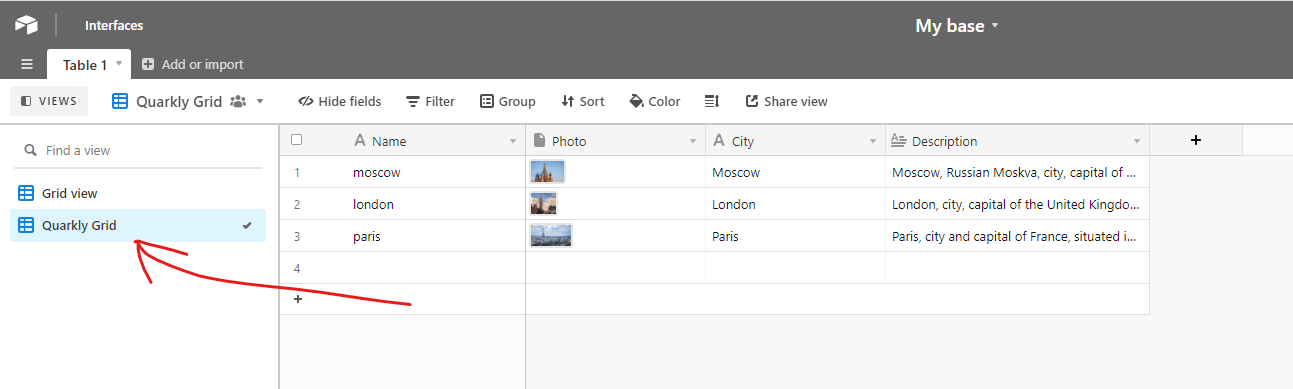 Interfaces
My base
Table 1
Add or import
VIEWS
Quarkly Grid
Hide fields
Filter
Group
Sort
Color
Share view
Find a view
Grid view
Quarkly Grid
Name Photo City Description
1 moscow Moscow Moscow, Russian Moskva, city, capital of ...
2 london London London, city, capital of the United Kingdo...
3 paris Paris Paris, city and capital of France, situated i...
4
+